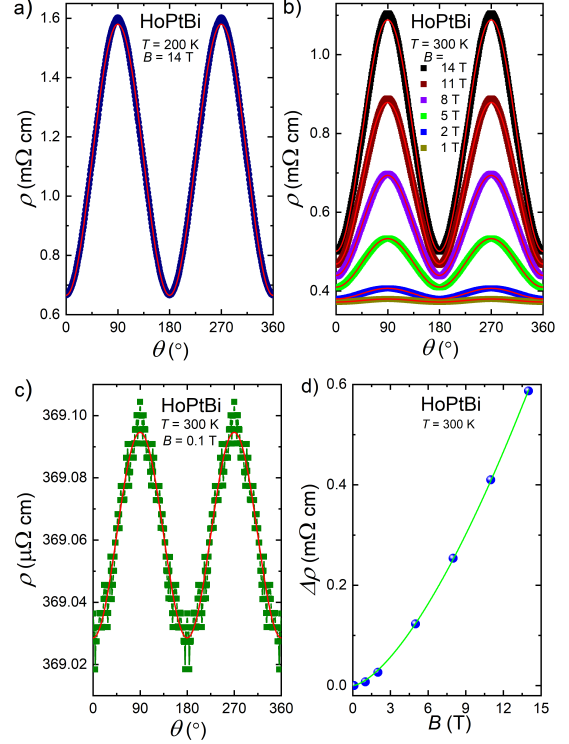 a)
HoPtBi
T = 200 K
B = 14 T
1.6
1.4
1.2
1.0
0.8
0.6
ρ (mΩ cm)
0 90 180 270 360
θ (°)
b)
HoPtBi
T = 300 K
B =
14 T
11 T
8 T
5 T
2 T
1 T
1.0
0.8
0.6
0.4
ρ (mΩ cm)
0 90 180 270 360
θ (°)
c)
HoPtBi
T = 300 K
B = 0.1 T
369.10
369.08
369.06
369.04
369.02
ρ (μΩ cm)
0 90 180 270 360
θ (°)
d)
HoPtBi
T = 300 K
0.6
0.4
0.2
0.0
Δρ (mΩ cm)
0 3 6 9 12 15
B (T)